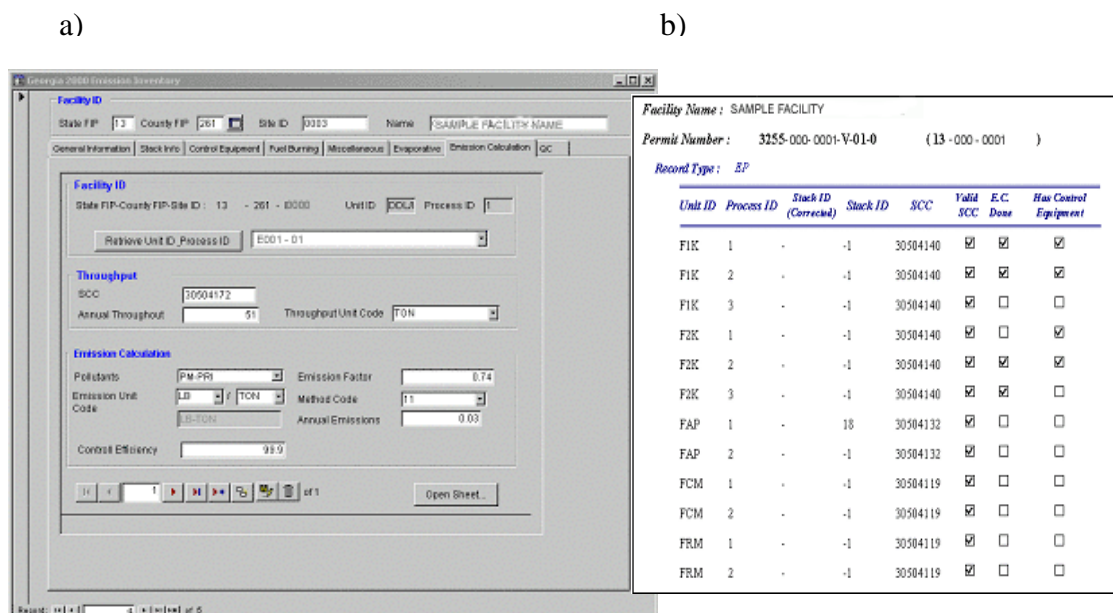 a)
b)
Georgia 2000 Emission Inventory
Facility ID
State FIP 13 County FIP 261 Site ID 0003 Name SAMPLE FACILITY NAME
General Information Stack Info Control Equipment Fuel Burning Miscellaneous Evaporative Emission Calculation QC
Facility ID
State FIP-County FIP-Site ID : 13 - 261 - 0000 Unit ID Process ID 1
Retrieve Unit ID_Process ID E001 - 01
Throughput
SCC 30504172
Annual Throughout 51 Throughput Unit Code TON
Emission Calculation
Pollutants PM-PRI Emission Factor 0.74
Emission Unit Code LB / TON Method Code 11
LB-TON Annual Emissions 0.03
Controll Efficiency 99.9
1 of 1 Open Sheet...
Record: 4 of 5
Facility Name : SAMPLE FACILITY
Permit Number : 3255-000-0001-V-01-0 (13 -000 - 0001 )
Record Type : EP
Unit ID Process ID Stack ID (Corrected) Stack ID SCC Valid SCC E.C. Done Has Control Equipment
F1K 1 - -1 30504140
F1K 2 - -1 30504140
F1K 3 - -1 30504140
F2K 1 - -1 30504140
F2K 2 - -1 30504140
F2K 3 - -1 30504140
FAP 1 - 18 30504132
FAP 2 - -1 30504132
FCM 1 - -1 30504119
FCM 2 - -1 30504119
FRM 1 - -1 30504119
FRM 2 - -1 30504119